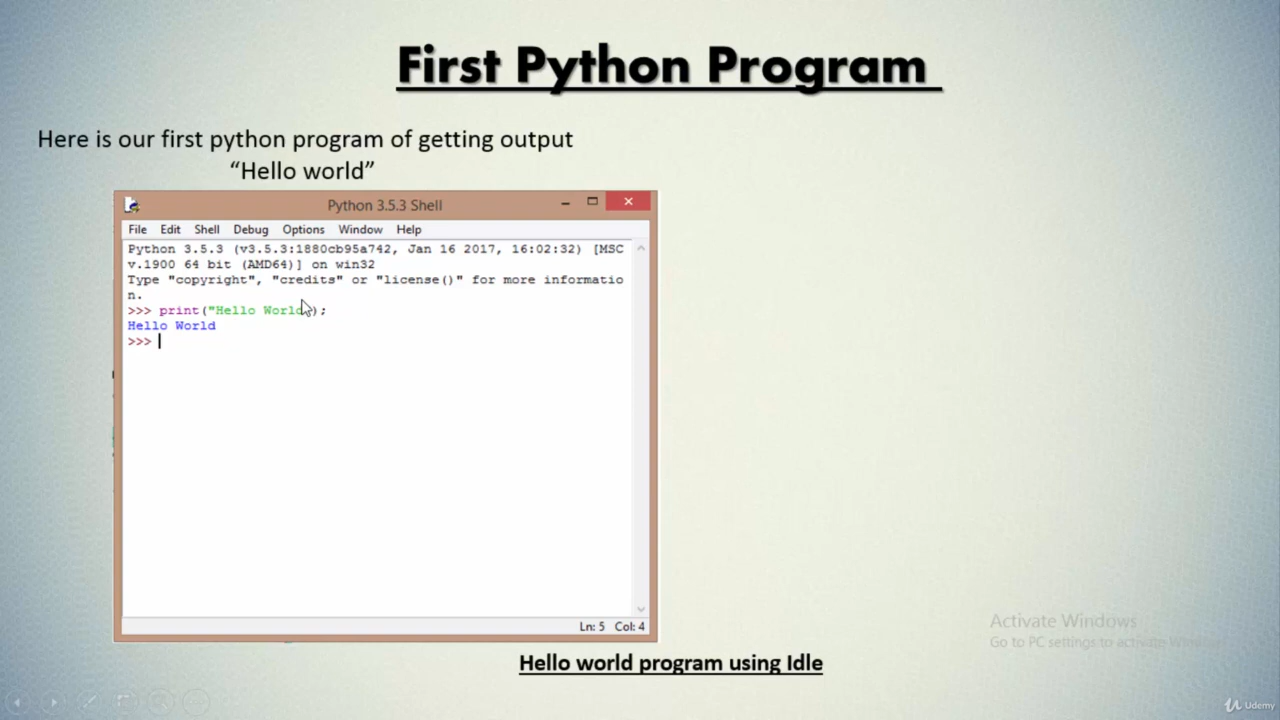 First Python Program
Here is our first python program of getting output
“Hello world”
Python 3.5.3 Shell
File Edit Shell Debug Options Window Help
Python 3.5.3 (v3.5.3:1880cb95a742, Jan 16 2017, 16:02:32) [MSC
v.1900 64 bit (AMD64)] on win32
Type "copyright", "credits" or "license()" for more informatio
n.
>>> print("Hello World");
Hello World
>>>
Ln: 5 Col: 4
Activate Windows
Go to PC settings to activate Windows.
Hello world program using Idle
Udemy